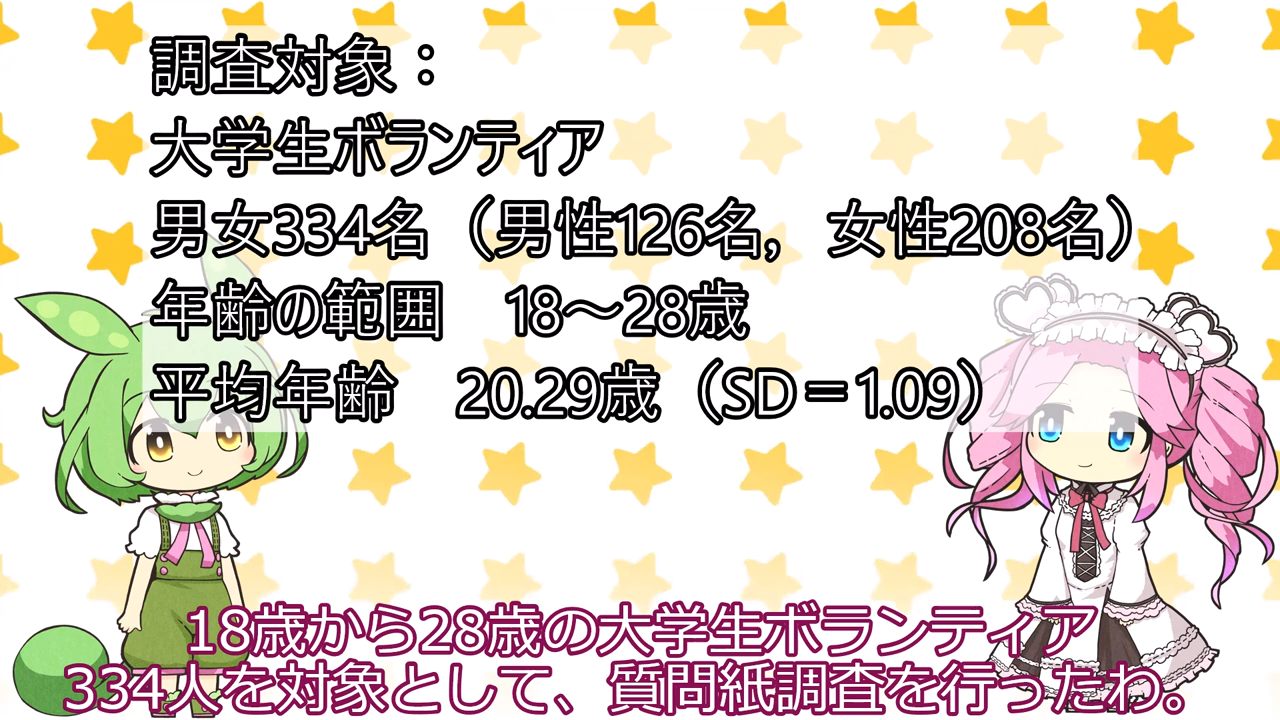 調査対象：
大学生ボランティア
男女334名（男性126名，女性208名）
年齢の範囲　18～28歳
平均年齢　20.29歳（SD＝1.09）
18歳から28歳の大学生ボランティア
334人を対象として、質問紙調査を行ったわ。